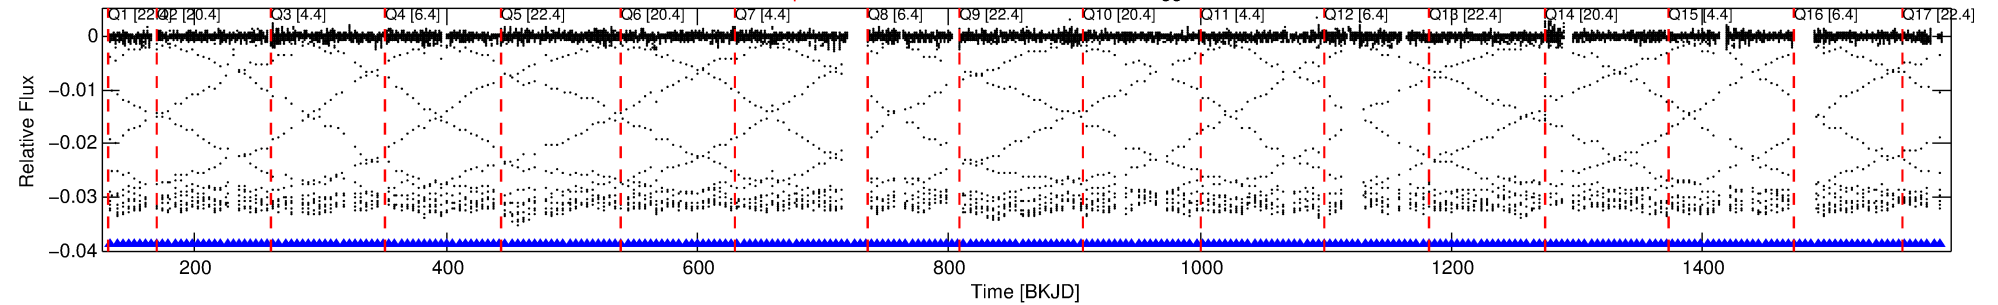 Q1 [22.4] Q2 [20.4] Q3 [4.4] Q4 [6.4] Q5 [22.4] Q6 [20.4] Q7 [4.4] Q8 [6.4] Q9 [22.4] Q10 [20.4] Q11 [4.4] Q12 [6.4] Q13 [22.4] Q14 [20.4] Q15 [4.4] Q16 [6.4] Q17 [22.4]
0
−0.01
−0.02
−0.03
−0.04
Relative Flux
200 400 600 800 1000 1200 1400
Time [BKJD]